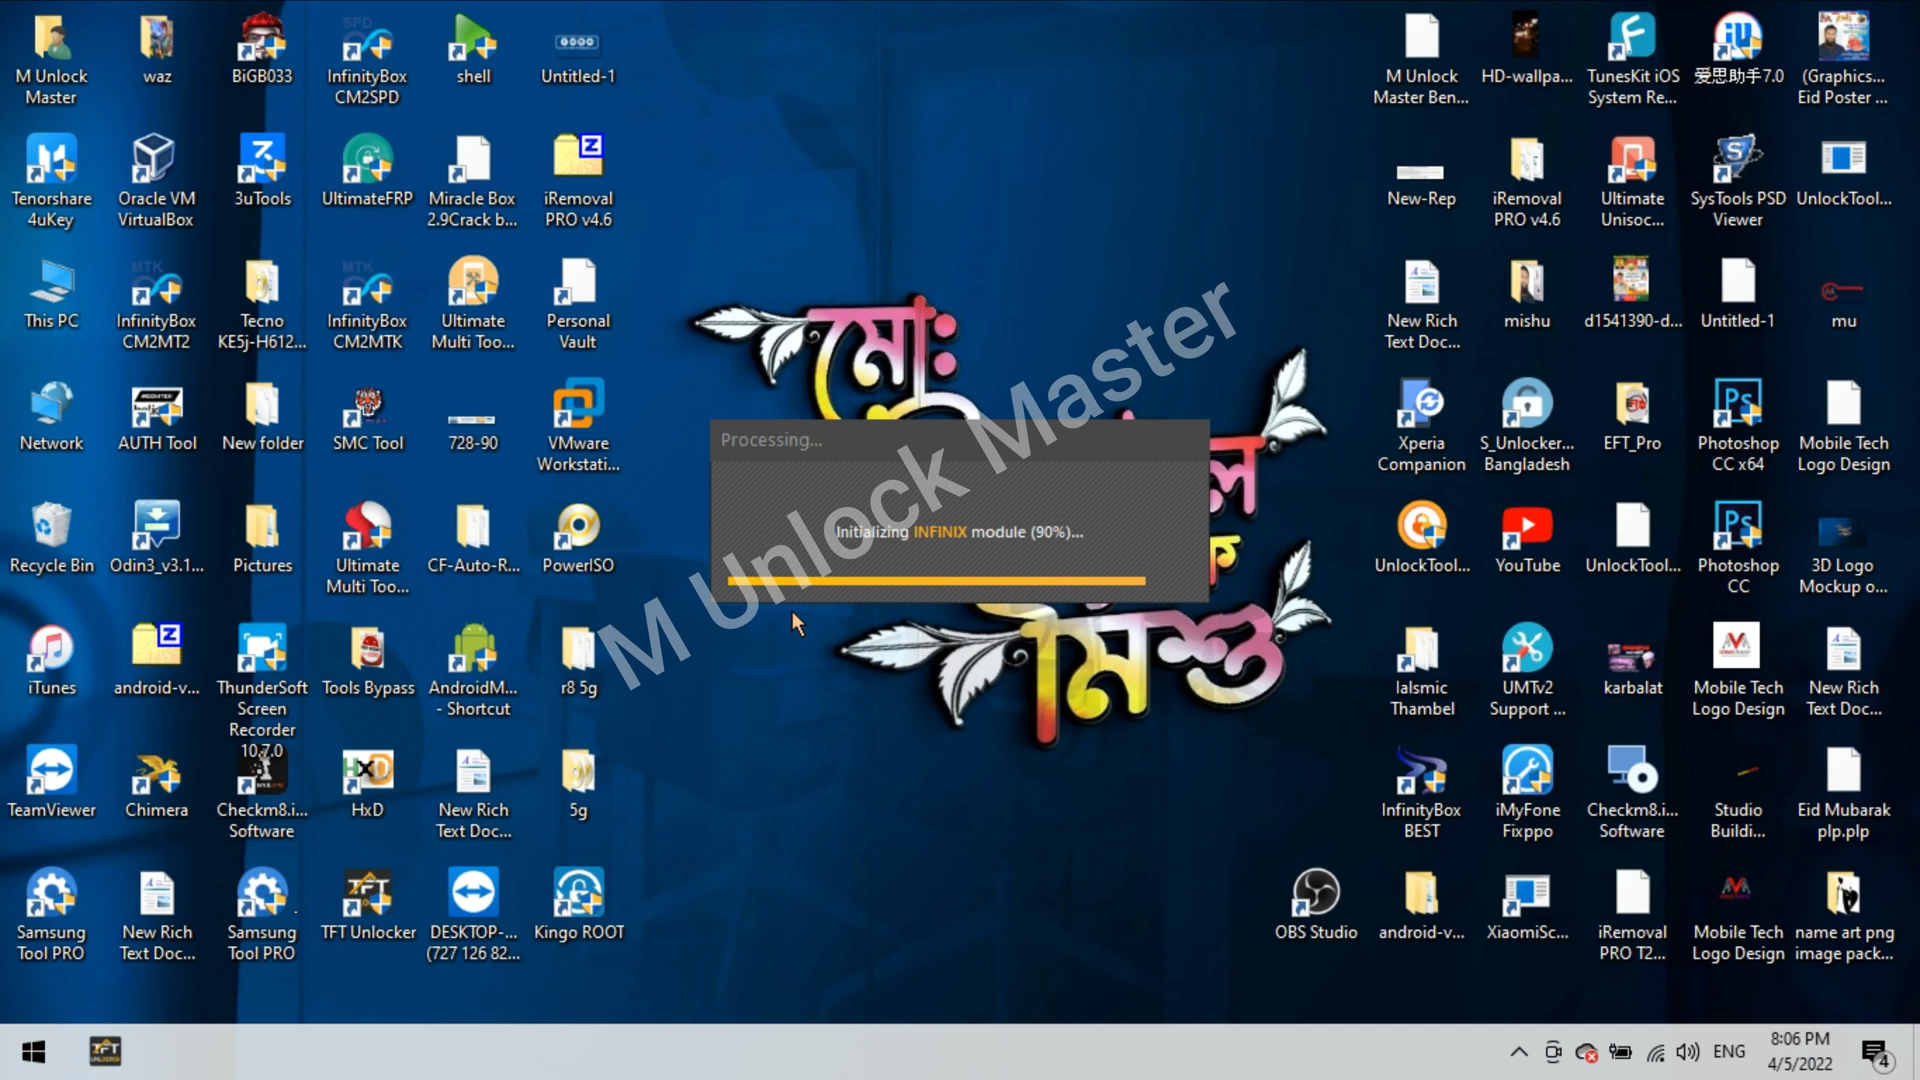 M Unlock
Master
waz
BiGB033
SPD
InfinityBox
CM2SPD
shell
Untitled-1
Tenorshare
4uKey
Oracle VM
VirtualBox
3uTools
UltimateFRP
Miracle Box
2.9Crack b...
Z
iRemoval
PRO v4.6
This PC
MTK
InfinityBox
CM2MT2
Tecno
KE5j-H612...
MTK
InfinityBox
CM2MTK
Ultimate
Multi Too...
Personal
Vault
Network
AUTH Tool
New folder
SMC Tool
728-90
VMware
Workstati...
Recycle Bin
Odin3_v3.1...
Pictures
Ultimate
Multi Too...
CF-Auto-R...
PowerISO
iTunes
Z
android-v...
ThunderSoft
Screen
Recorder
10.7.0
Tools Bypass
AndroidM...
- Shortcut
r8 5g
TeamViewer
Chimera
Checkm8.i...
Software
HxD
HxD
New Rich
Text Doc...
5g
Samsung
Tool PRO
New Rich
Text Doc...
Samsung
Tool PRO
TFT
TFT Unlocker
DESKTOP-...
(727 126 82...
Kingo ROOT
মোঃ
মিশু
Processing...
Initializing INFINIX module (90%)...
M Unlock Master
M Unlock
Master Ben...
HD-wallpa...
TunesKit iOS
System Re...
iU
爱思助手7.0
(Graphics...
Eid Poster ...
New-Rep
iRemoval
PRO v4.6
Ultimate
Unisoc...
S
SysTools PSD
Viewer
UnlockTool...
New Rich
Text Doc...
mishu
d1541390-d...
Untitled-1
mu
Xperia
Companion
S_Unlocker...
Bangladesh
EFT_Pro
Ps
Photoshop
CC x64
Mobile Tech
Logo Design
UnlockTool...
YouTube
UnlockTool...
Ps
Photoshop
CC
3D Logo
Mockup o...
Ialsmic
Thambel
UMTv2
Support ...
karbalat
Mobile Tech
Logo Design
New Rich
Text Doc...
InfinityBox
BEST
iMyFone
Fixppo
Checkm8.i...
Software
Studio
Buildi...
Eid Mubarak
plp.plp
OBS Studio
android-v...
XiaomiSc...
iRemoval
PRO T2...
Mobile Tech
Logo Design
name art png
image pack...
TFT
ENG
8:06 PM
4/5/2022
4